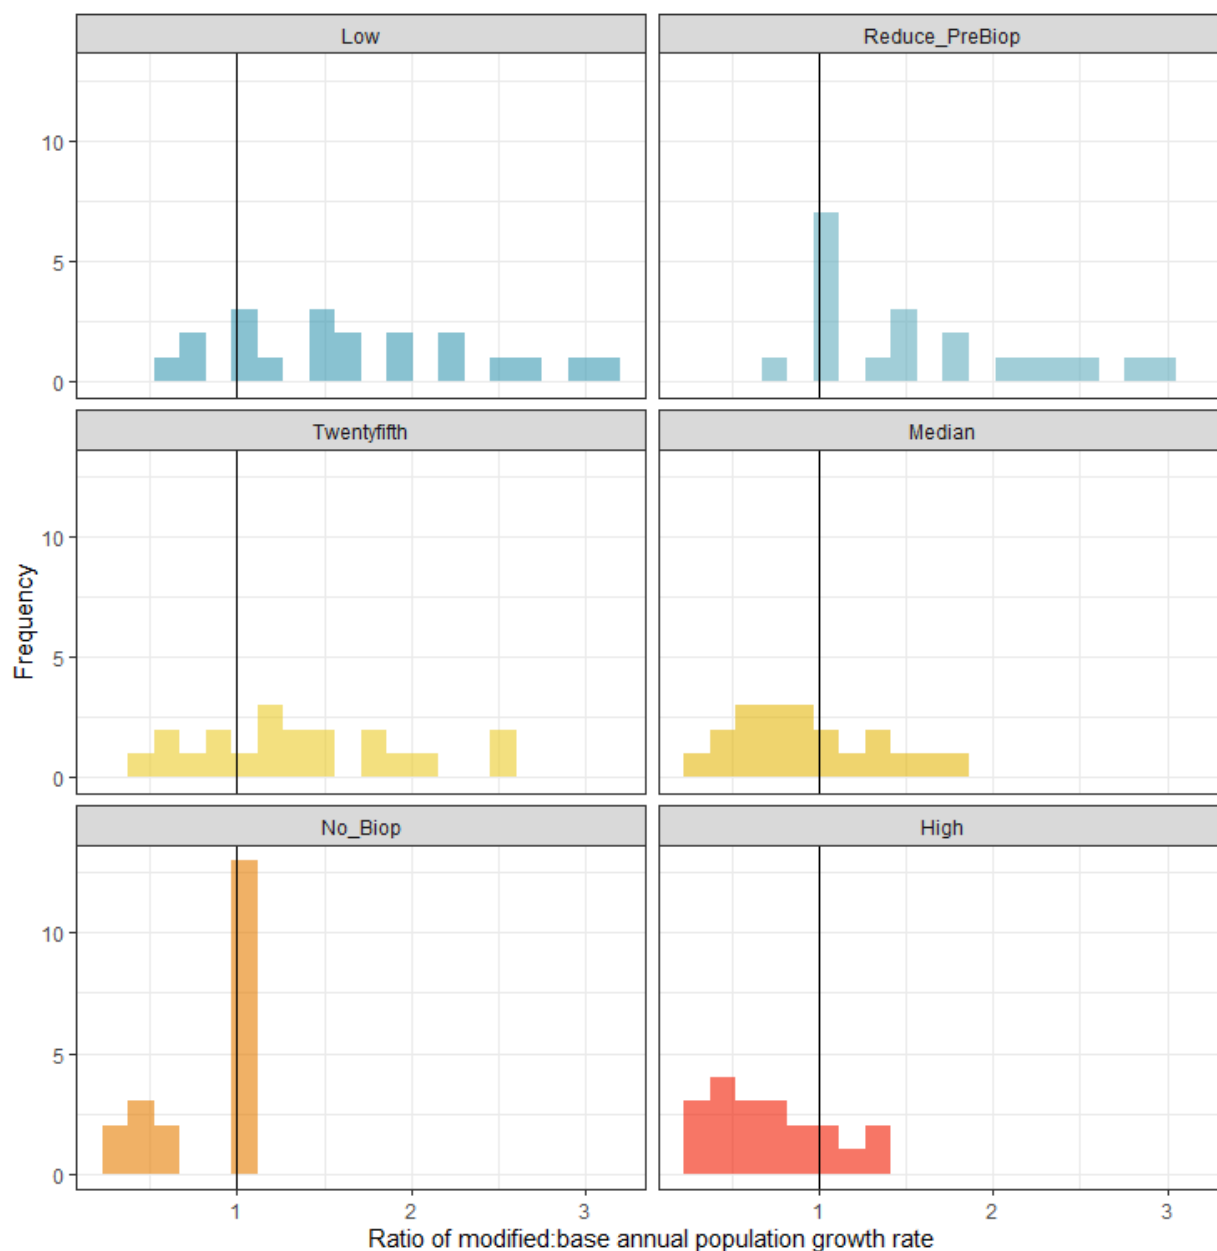 Low
Reduce_PreBiop
10
5
0
Twentyfifth
Median
10
5
0
Frequency
No_Biop
High
10
5
0
1 2 3 1 2 3
Ratio of modified:base annual population growth rate